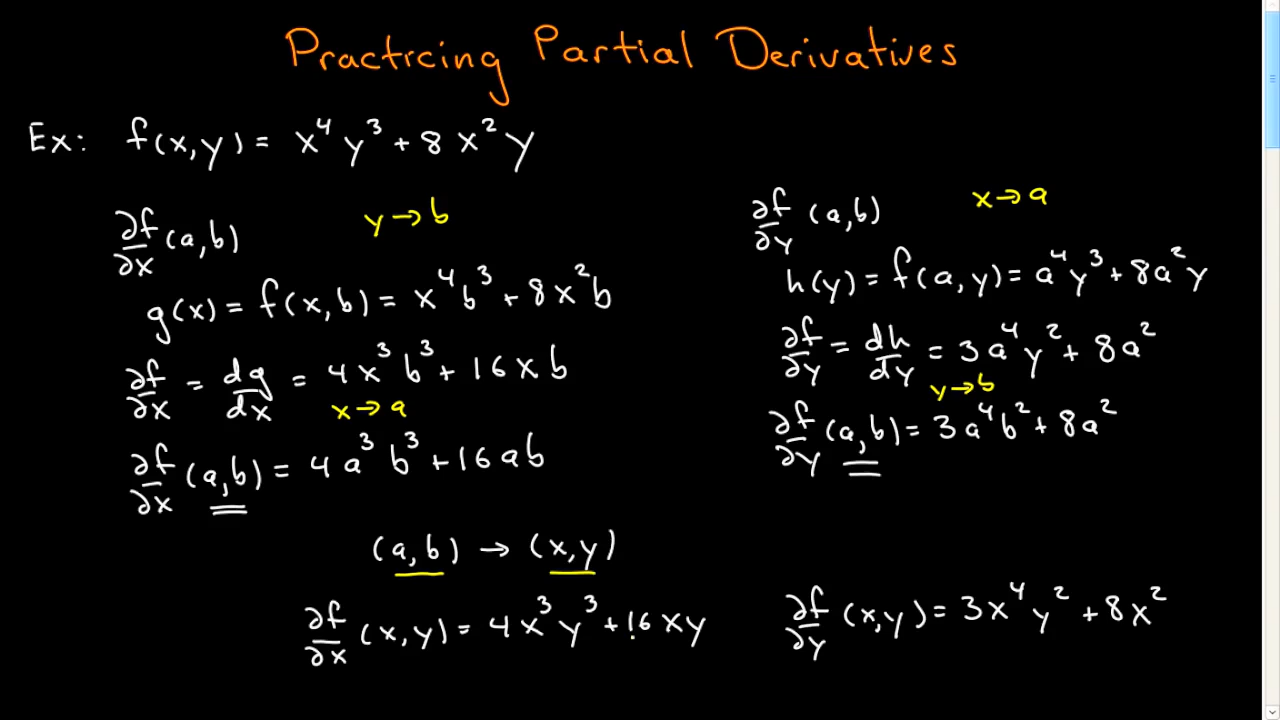 Practicing Partial Derivatives
Ex: f(x,y) = x⁴y³ + 8x²y
∂f/∂x (a,b)
y → b
g(x) = f(x,b) = x⁴b³ + 8x²b
∂f/∂x = dg/dx = 4x³b³ + 16xb
x → a
∂f/∂x (a,b) = 4a³b³ + 16ab
∂f/∂y (a,b)
x → a
h(y) = f(a,y) = a⁴y³ + 8a²y
∂f/∂y = dh/dy = 3a⁴y² + 8a²
y → b
∂f/∂y (a,b) = 3a⁴b² + 8a²
(a,b) → (x,y)
∂f/∂x (x,y) = 4x³y³ + 16xy
∂f/∂y (x,y) = 3x⁴y² + 8x²